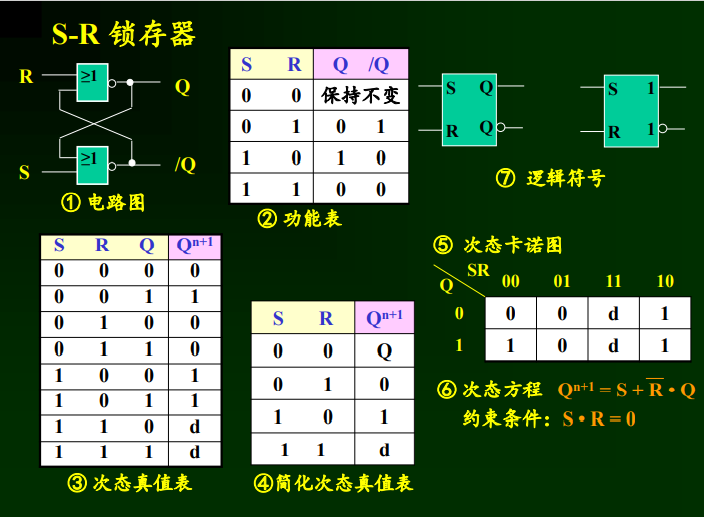 S-R 锁存器
R ≥1 Q
S ≥1 /Q
① 电路图
S R Q /Q
0 0 保持不变
0 1 0 1
1 0 1 0
1 1 0 0
② 功能表
S Q
R Q
S 1
R 1
⑦ 逻辑符号
S R Q Qⁿ⁺¹
0 0 0 0
0 0 1 1
0 1 0 0
0 1 1 0
1 0 0 1
1 0 1 1
1 1 0 d
1 1 1 d
③ 次态真值表
S R Qⁿ⁺¹
0 0 Q
0 1 0
1 0 1
1 1 d
④简化次态真值表
⑤ 次态卡诺图
SR
Q 00 01 11 10
0 0 0 d 1
1 1 0 d 1
⑥ 次态方程 Qⁿ⁺¹ = S + R̅ • Q
约束条件：S • R = 0